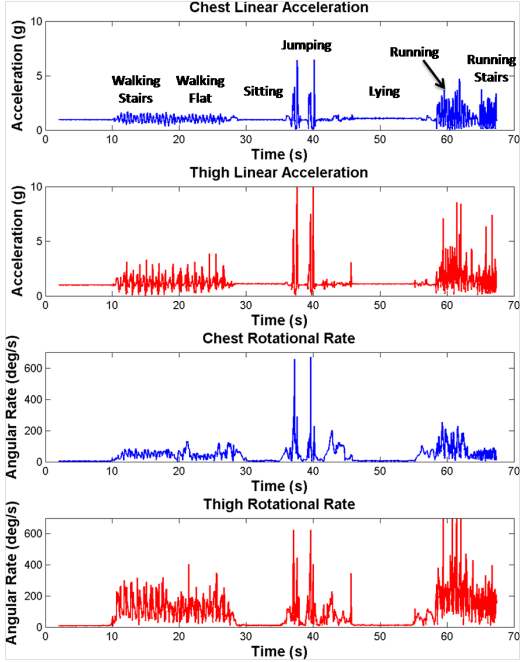 Chest Linear Acceleration
Acceleration (g)
10
5
0
Walking Stairs
Walking Flat
Sitting
Jumping
Lying
Running
Running Stairs
0 10 20 30 40 50 60 70
Time (s)
Thigh Linear Acceleration
Acceleration (g)
10
5
0
0 10 20 30 40 50 60 70
Time (s)
Chest Rotational Rate
Angular Rate (deg/s)
600
400
200
0
0 10 20 30 40 50 60 70
Time (s)
Thigh Rotational Rate
Angular Rate (deg/s)
600
400
200
0
0 10 20 30 40 50 60 70
Time (s)